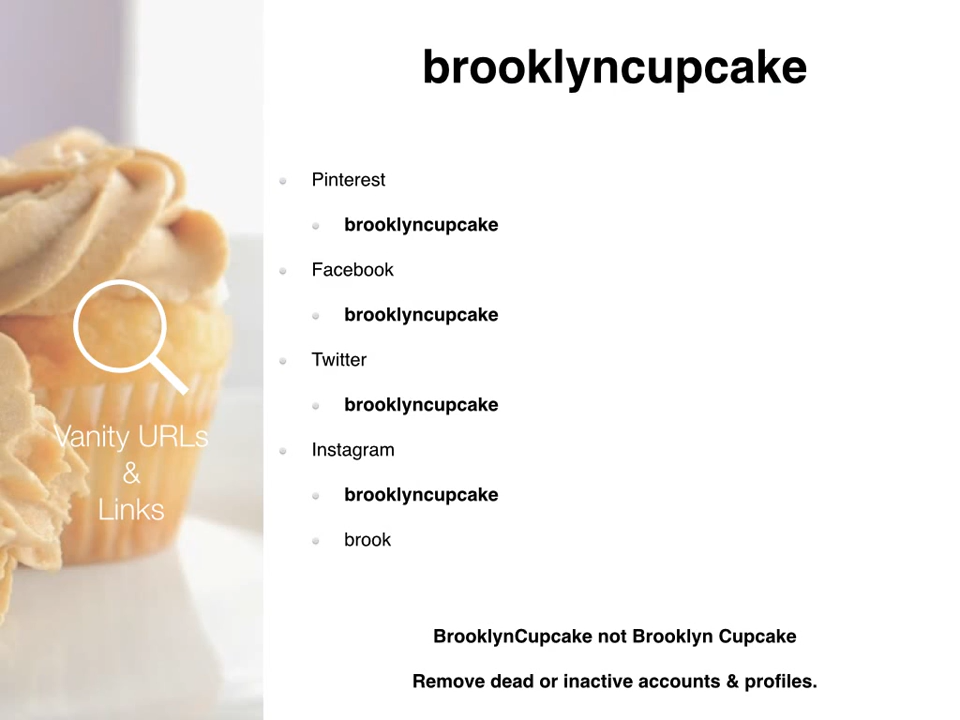 brooklyncupcake
Pinterest
brooklyncupcake
Facebook
brooklyncupcake
Twitter
brooklyncupcake
Instagram
brooklyncupcake
brook
Vanity URLs
&
Links
BrooklynCupcake not Brooklyn Cupcake
Remove dead or inactive accounts & profiles.